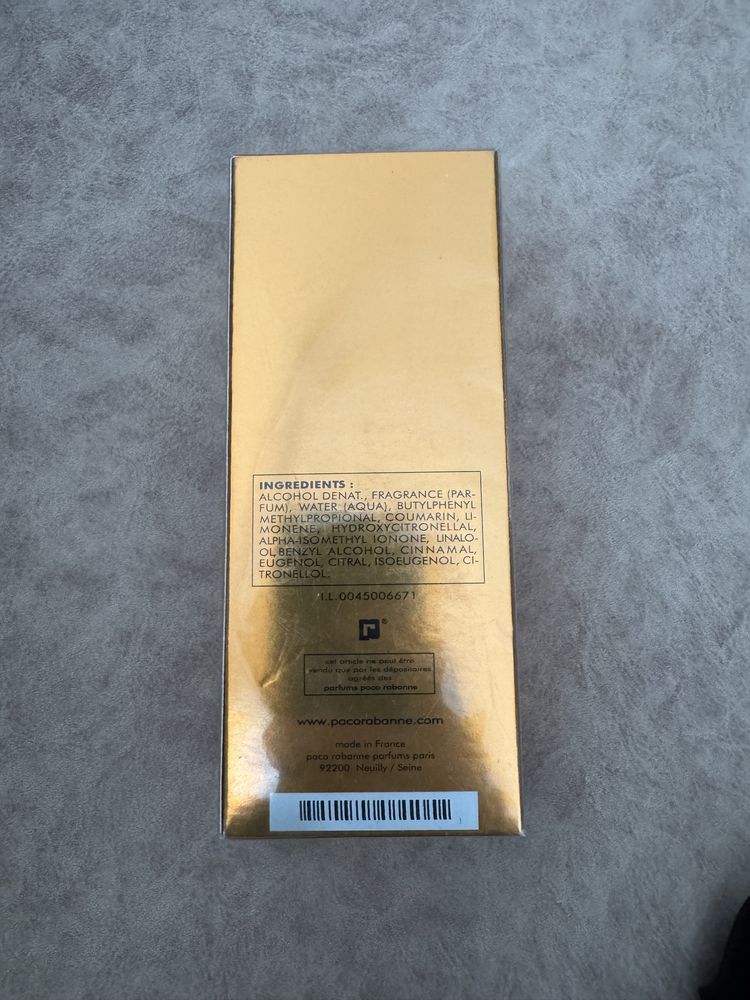 INGREDIENTS :
ALCOHOL DENAT., FRAGRANCE (PAR-
FUM), WATER (AQUA), BUTYLPHENYL
METHYLPROPIONAL, COUMARIN, LI-
MONENE, HYDROXYCITRONELLAL,
ALPHA-ISOMETHYL IONONE, LINALO-
OL, BENZYL ALCOHOL, CINNAMAL,
EUGENOL, CITRAL, ISOEUGENOL, CI-
TRONELLOL.
I.L.0045006671
r®
cet article ne peut être
vendu que par les dépositaires
agréés des
parfums paco rabanne
www.pacorabanne.com
made in France
paco rabanne parfums paris
92200 Neuilly / Seine